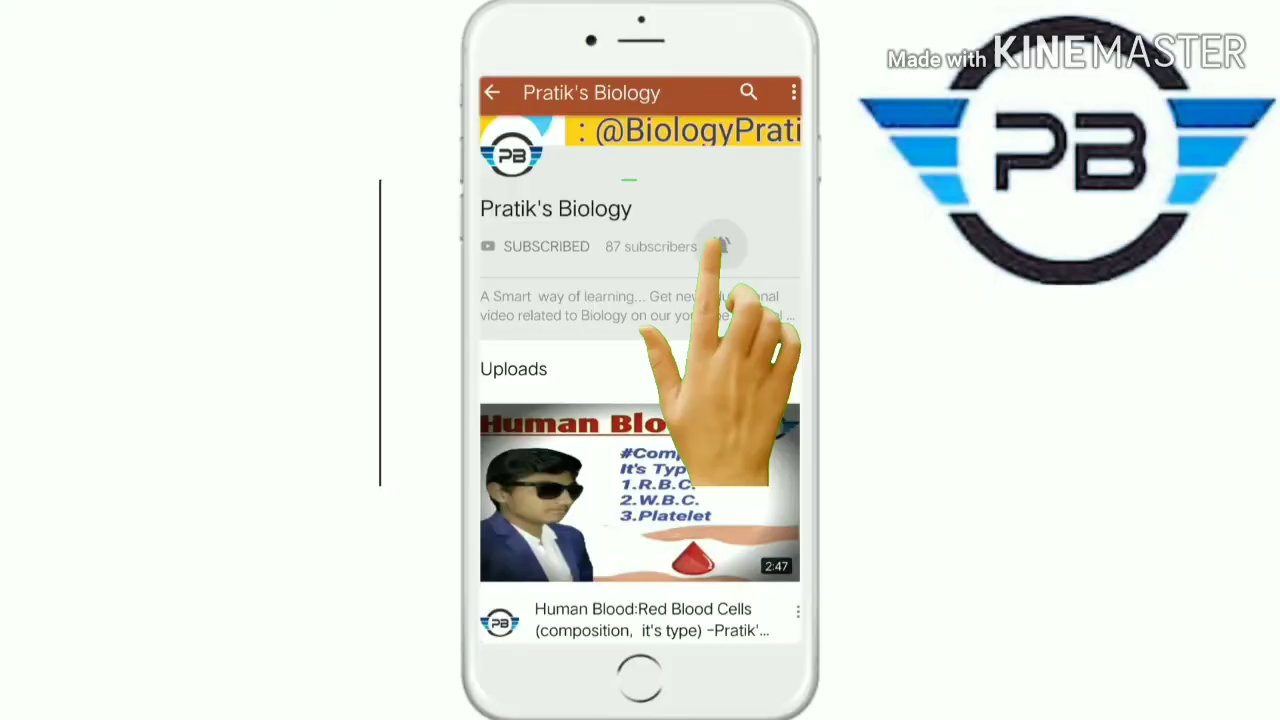 Made with KINEMASTER
PB
Pratik's Biology
: @BiologyPrati
PB
Pratik's Biology
SUBSCRIBED 87 subscribers
A Smart way of learning... Get new
video related to Biology on our
Uploads
Human
#Comp
It's Typ
1.R.B.C.
2.W.B.C.
3.Platelet
2:47
Human Blood:Red Blood Cells
(composition, it's type) -Pratik'...
PB